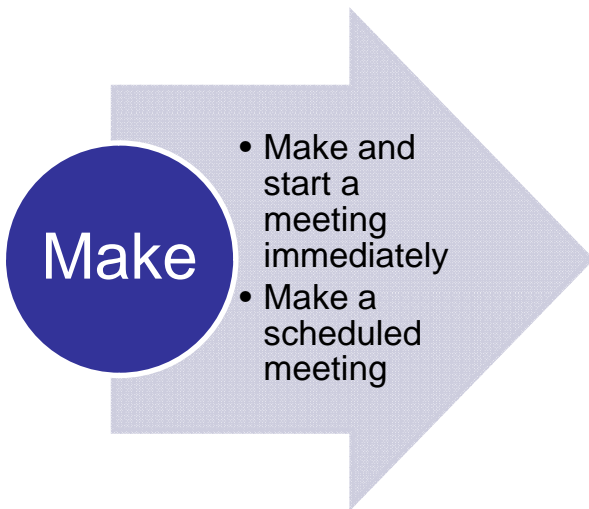 Make
• Make and
start a
meeting
immediately
• Make a
scheduled
meeting